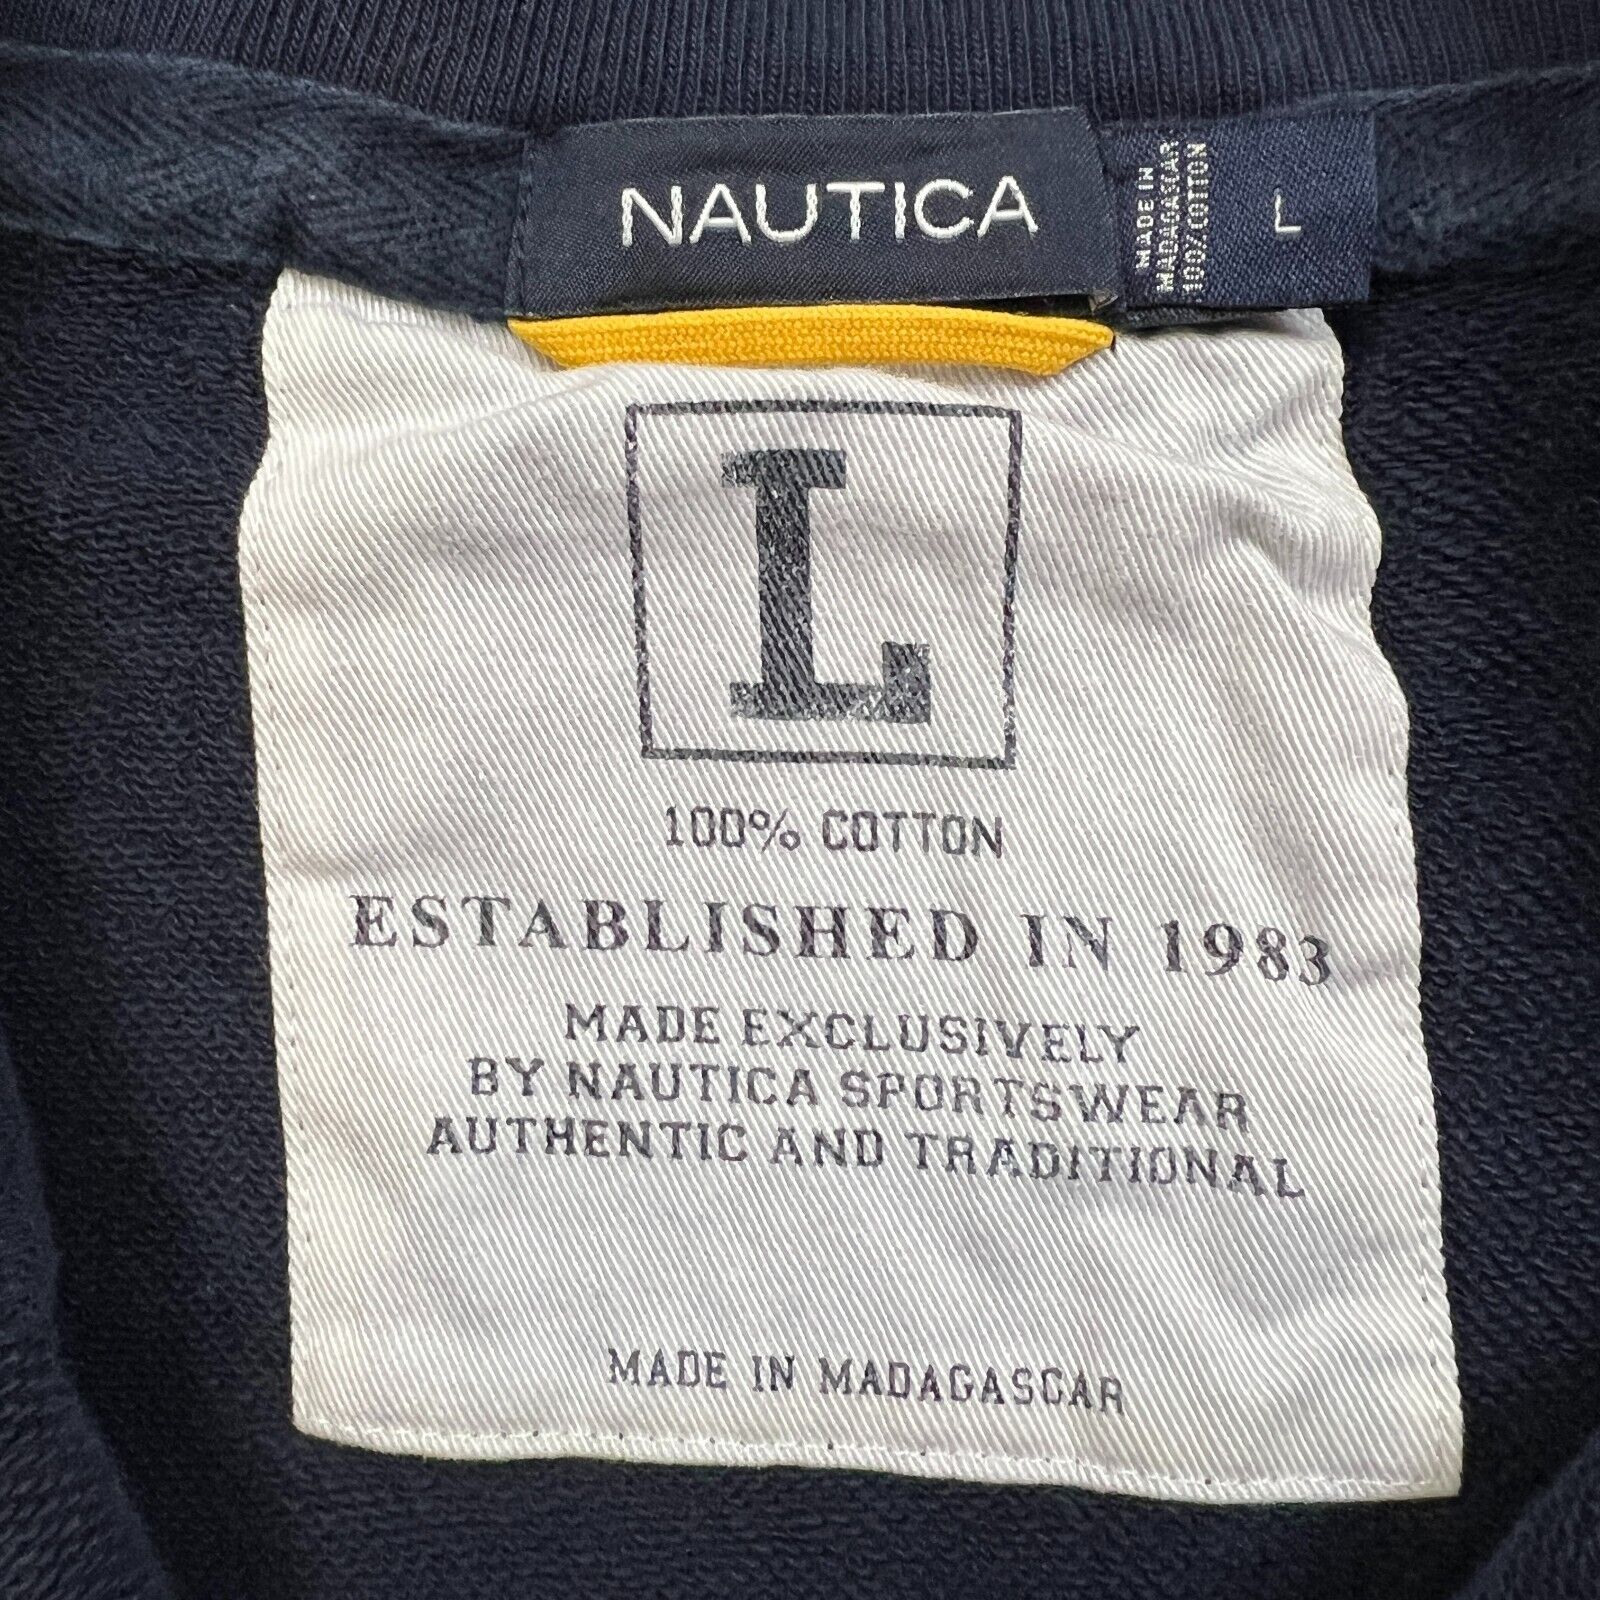 NAUTICA
MADE IN
MADAGASCAR
100% COTTON
L
L
100% COTTON
ESTABLISHED IN 1983
MADE EXCLUSIVELY
BY NAUTICA SPORTSWEAR
AUTHENTIC AND TRADITIONAL
MADE IN MADAGASCAR